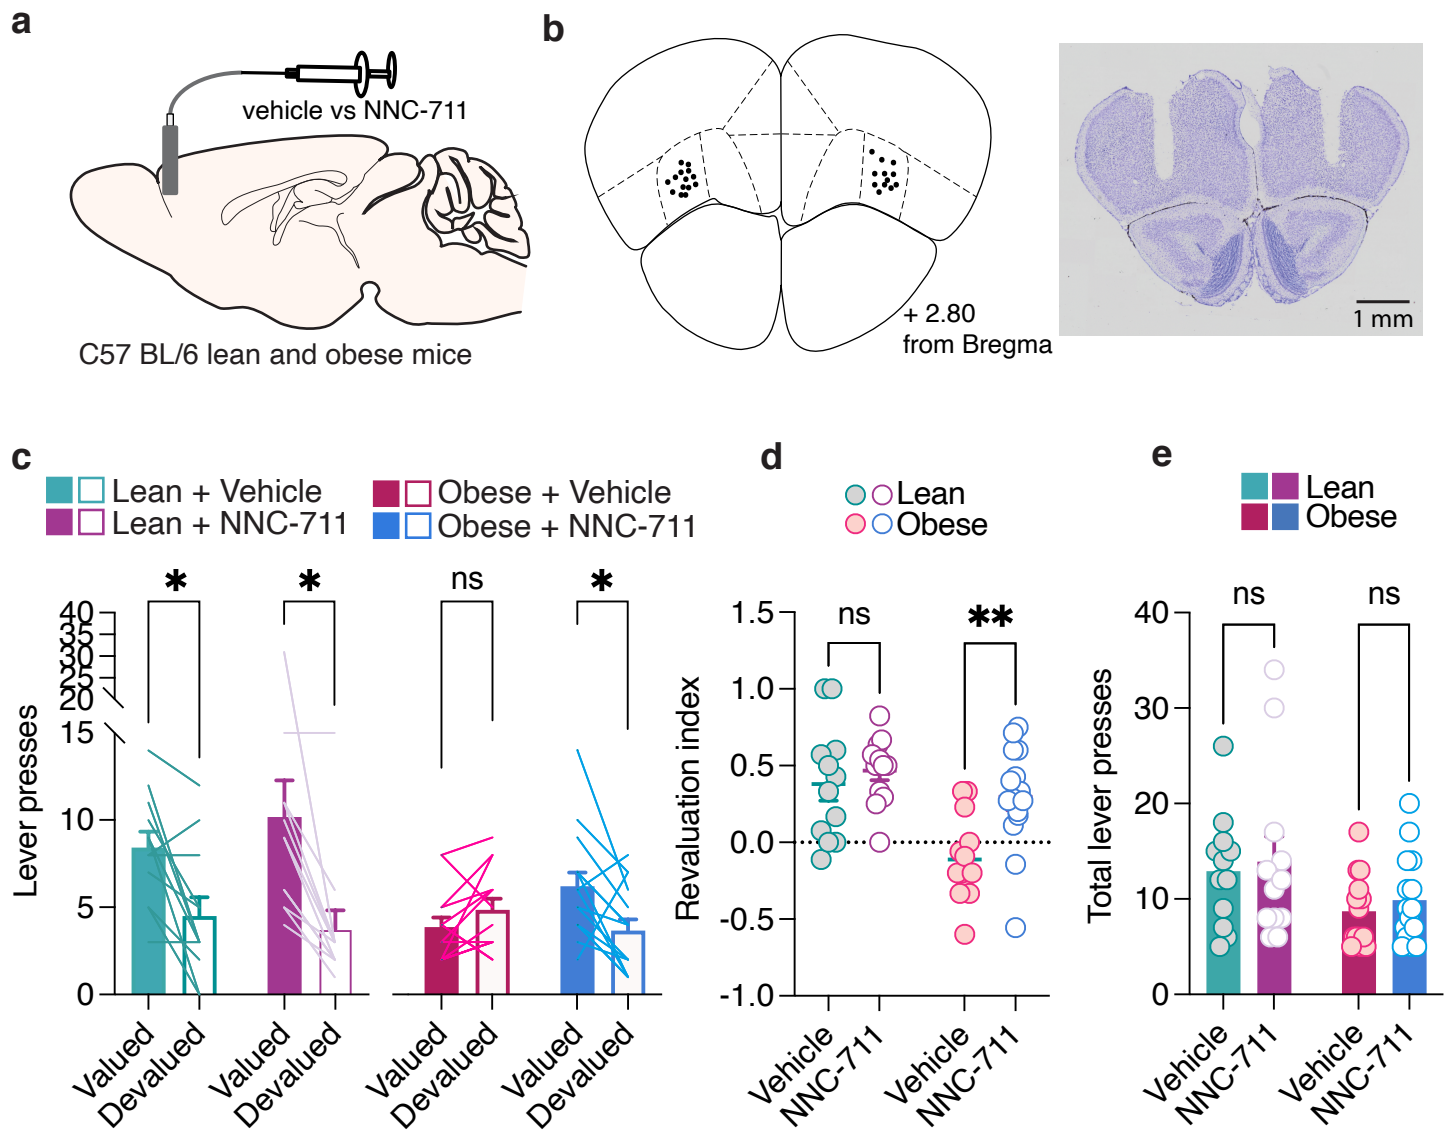 a
vehicle vs NNC-711
C57 BL/6 lean and obese mice
b
+ 2.80
from Bregma
1 mm
c
Lean + Vehicle
Lean + NNC-711
Obese + Vehicle
Obese + NNC-711
*
*
ns
*
Lever presses
40
35
30
25
20
15
10
5
0
Valued
Devalued
Valued
Devalued
Valued
Devalued
Valued
Devalued
d
Lean
Obese
ns
**
Revaluation index
1.5
1.0
0.5
0.0
-0.5
-1.0
Vehicle
NNC-711
Vehicle
NNC-711
e
Lean
Obese
ns
ns
Total lever presses
40
30
20
10
0
Vehicle
NNC-711
Vehicle
NNC-711